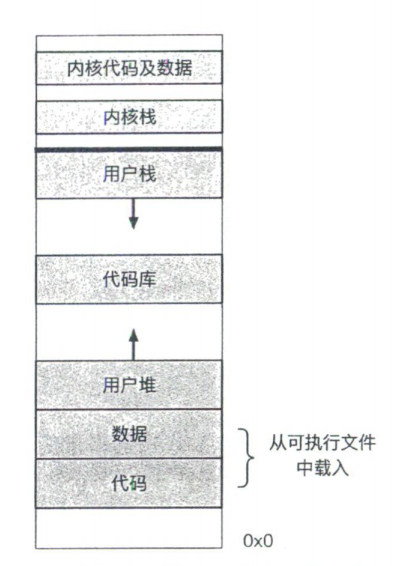 内核代码及数据
内核栈
用户栈
代码库
用户堆
数据
代码
从可执行文件
中载入
0x0